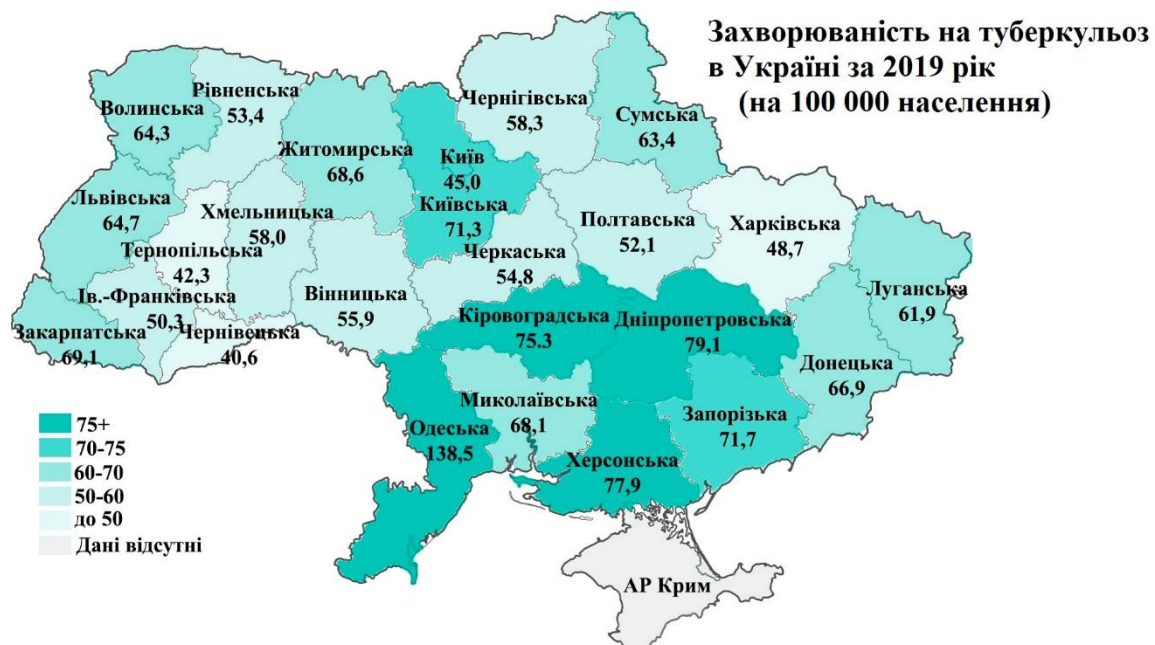 Захворюваність на туберкульоз
в Україні за 2019 рік
(на 100 000 населення)
Волинська
64,3
Рівненська
53,4
Житомирська
68,6
Київ
45,0
Київська
71,3
Чернігівська
58,3
Сумська
63,4
Львівська
64,7
Тернопільська
42,3
Хмельницька
58,0
Вінницька
55,9
Черкаська
54,8
Полтавська
52,1
Харківська
48,7
Луганська
61,9
Ів.-Франківська
50,3
Закарпатська
69,1
Чернівецька
40,6
Кіровоградська
75.3
Дніпропетровська
79,1
Донецька
66,9
Миколаївська
68,1
Запорізька
71,7
Одеська
138,5
Херсонська
77,9
АР Крим
75+
70-75
60-70
50-60
до 50
Дані відсутні